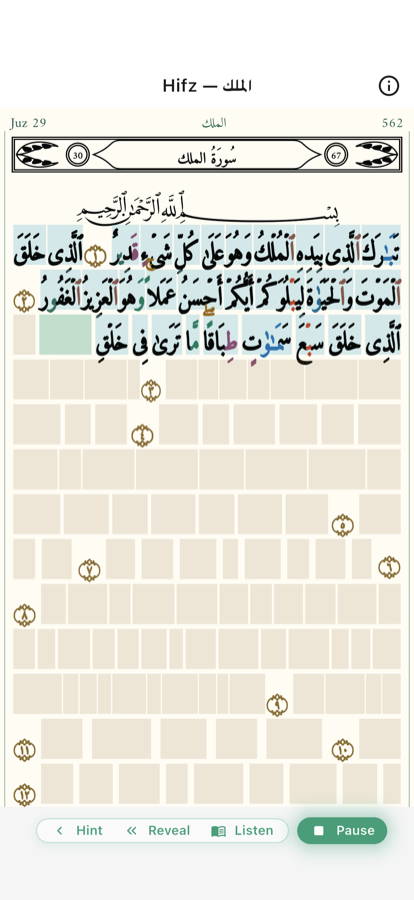 Hifz — الملك
Juz 29 الملك 562
30 سُورَةُ الملك 67
بِسْمِ ٱللَّهِ ٱلرَّحْمَٰنِ ٱلرَّحِيمِ
تَبَٰرَكَ ٱلَّذِى بِيَدِهِ ٱلْمُلْكُ وَهُوَ عَلَىٰ كُلِّ شَىْءٍ قَدِيرٌ ١ ٱلَّذِى خَلَقَ
ٱلْمَوْتَ وَٱلْحَيَوٰةَ لِيَبْلُوَكُمْ أَيُّكُمْ أَحْسَنُ عَمَلًا وَهُوَ ٱلْعَزِيزُ ٱلْغَفُورُ ٢
ٱلَّذِى خَلَقَ سَبْعَ سَمَٰوَٰتٍ طِبَاقًا مَّا تَرَىٰ فِى خَلْقِ
٣
٤
٥
٦ ٧
٨
٩
١٠ ١١
١٢
Hint Reveal Listen Pause